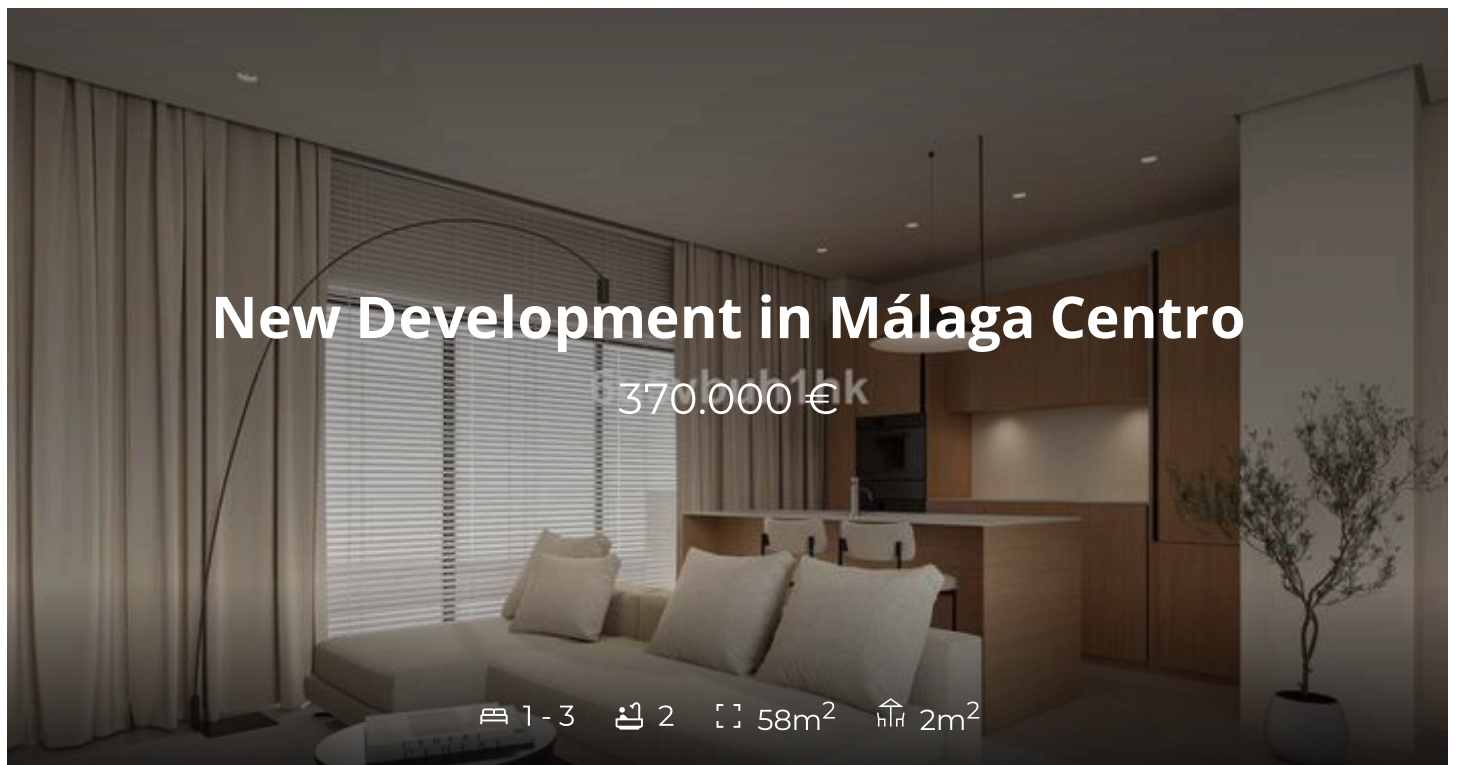 New Development in Málaga Centro
370.000 €
1 - 3 2 58m² 2m²